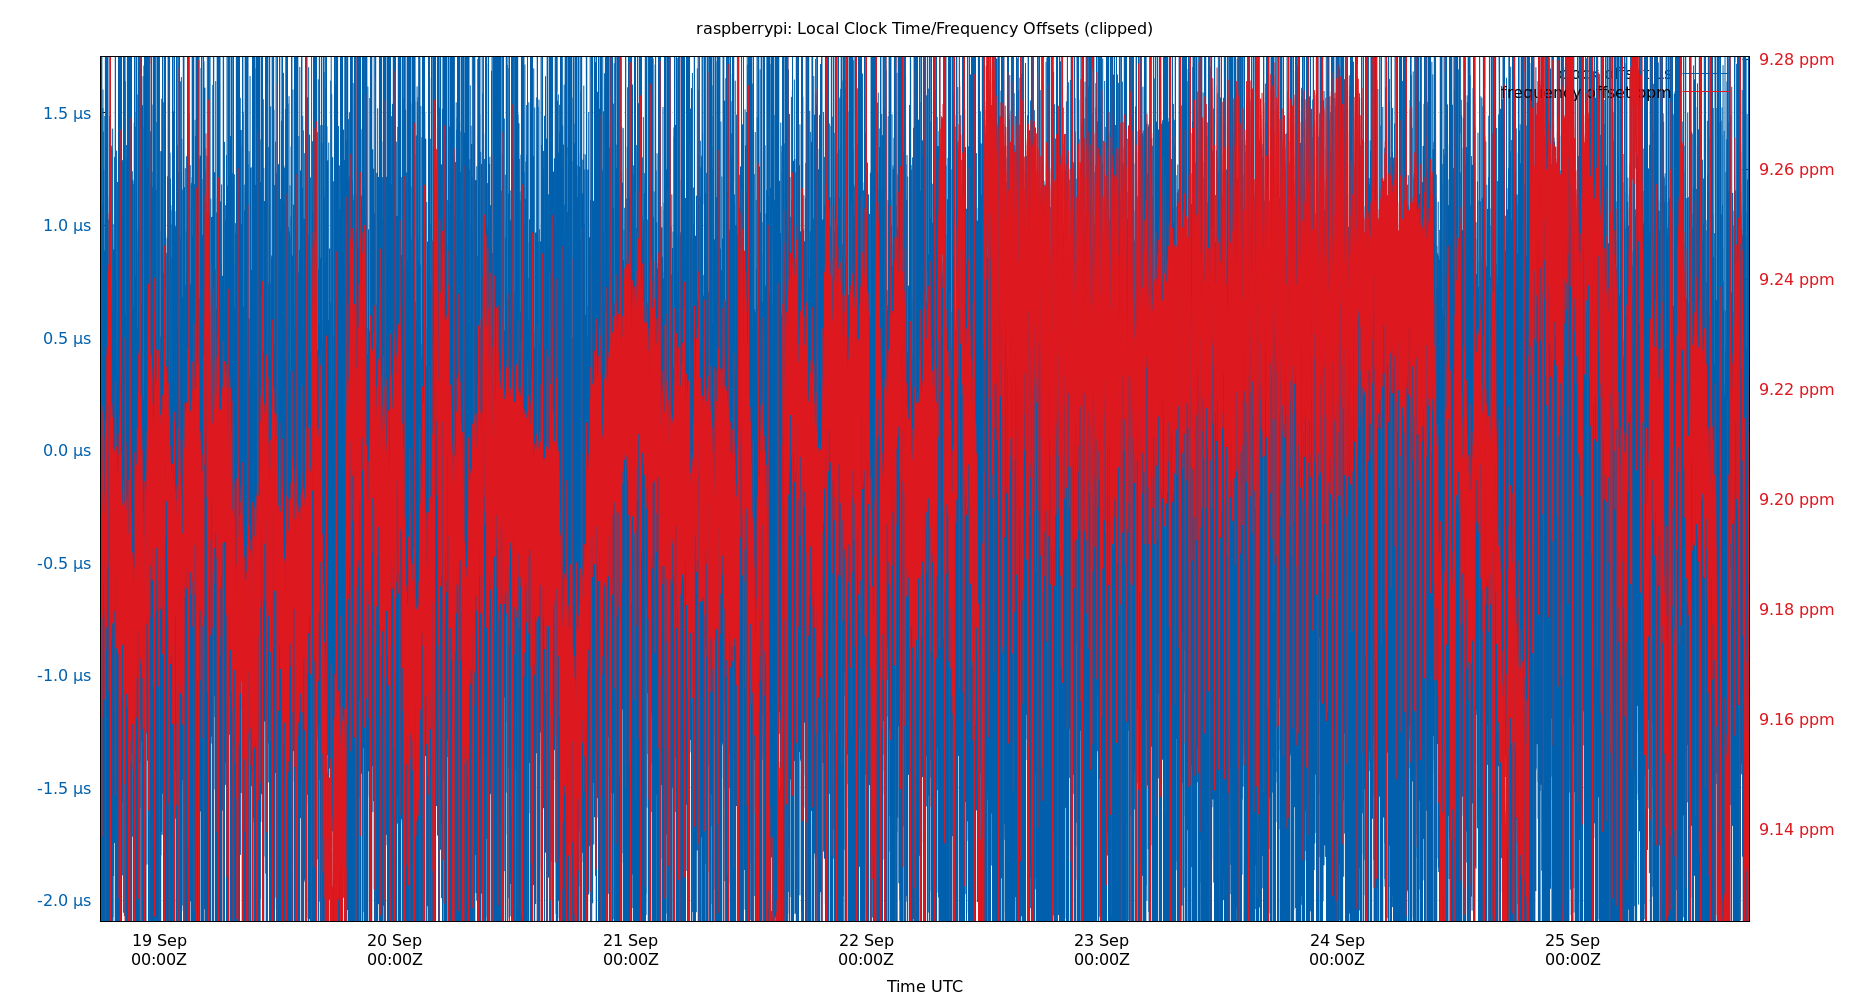 raspberrypi: Local Clock Time/Frequency Offsets (clipped)
1.5 µs
1.0 µs
0.5 µs
0.0 µs
-0.5 µs
-1.0 µs
-1.5 µs
-2.0 µs
9.28 ppm
9.26 ppm
9.24 ppm
9.22 ppm
9.20 ppm
9.18 ppm
9.16 ppm
9.14 ppm
frequency offset ppm
19 Sep
00:00Z
20 Sep
00:00Z
21 Sep
00:00Z
22 Sep
00:00Z
23 Sep
00:00Z
24 Sep
00:00Z
25 Sep
00:00Z
Time UTC